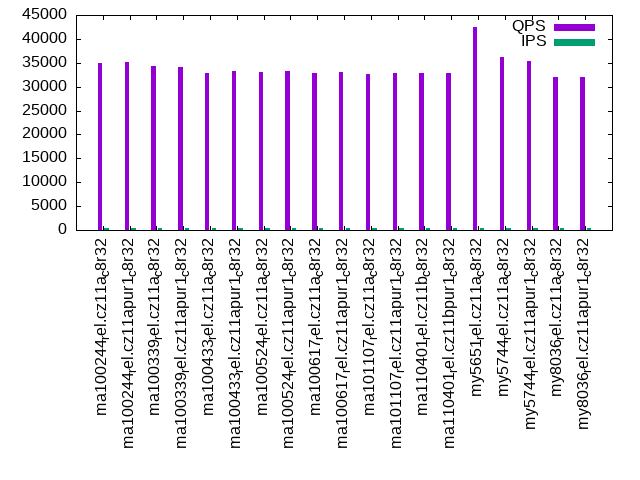 45000
40000
35000
30000
25000
20000
15000
10000
5000
0
QPS
IPS
ma100244_rel.cz11a_c8r32
ma100244_rel.cz11apur1_c8r32
ma100339_rel.cz11a_c8r32
ma100339_rel.cz11apur1_c8r32
ma100433_rel.cz11a_c8r32
ma100433_rel.cz11apur1_c8r32
ma100524_rel.cz11a_c8r32
ma100524_rel.cz11apur1_c8r32
ma100617_rel.cz11a_c8r32
ma100617_rel.cz11apur1_c8r32
ma101107_rel.cz11a_c8r32
ma101107_rel.cz11apur1_c8r32
ma110401_rel.cz11b_c8r32
ma110401_rel.cz11bpur1_c8r32
my5651_rel.cz11a_c8r32
my5744_rel.cz11a_c8r32
my5744_rel.cz11apur1_c8r32
my8036_rel.cz11a_c8r32
my8036_rel.cz11apur1_c8r32